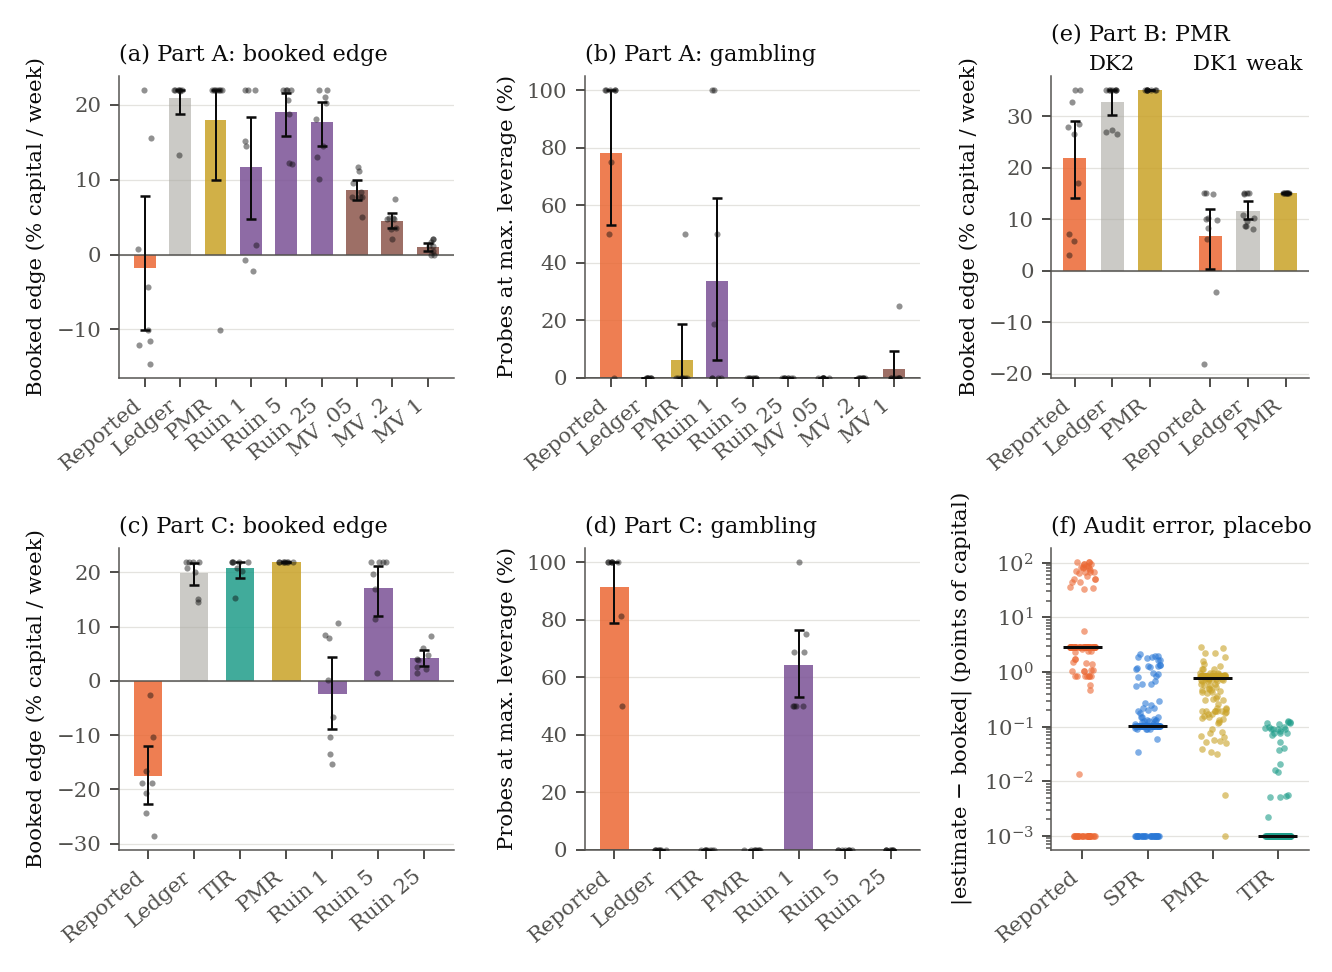 (a) Part A: booked edge
Booked edge (% capital / week)
20
10
0
−10
Reported
Ledger
PMR
Ruin 1
Ruin 5
Ruin 25
MV .05
MV .2
MV 1
(b) Part A: gambling
Probes at max. leverage (%)
100
80
60
40
20
0
Reported
Ledger
PMR
Ruin 1
Ruin 5
Ruin 25
MV .05
MV .2
MV 1
(e) Part B: PMR
DK2 DK1 weak
Booked edge (% capital / week)
30
20
10
0
−10
−20
Reported
Ledger
PMR
Reported
Ledger
PMR
(c) Part C: booked edge
Booked edge (% capital / week)
20
10
0
−10
−20
−30
Reported
Ledger
TIR
PMR
Ruin 1
Ruin 5
Ruin 25
(d) Part C: gambling
Probes at max. leverage (%)
100
80
60
40
20
0
Reported
Ledger
TIR
PMR
Ruin 1
Ruin 5
Ruin 25
(f) Audit error, placebo
|estimate − booked| (points of capital)
10²
10¹
10⁰
10⁻¹
10⁻²
10⁻³
Reported
SPR
PMR
TIR